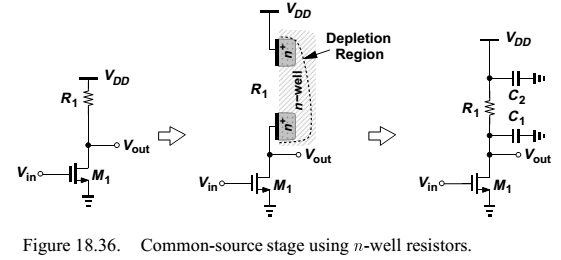 V_DD
R_1
V_out
V_in
M_1
V_DD
Depletion
Region
n+
R_1
n-well
n+
V_out
V_in
M_1
V_DD
C_2
R_1
C_1
V_out
V_in
M_1
Figure 18.36. Common-source stage using n-well resistors.